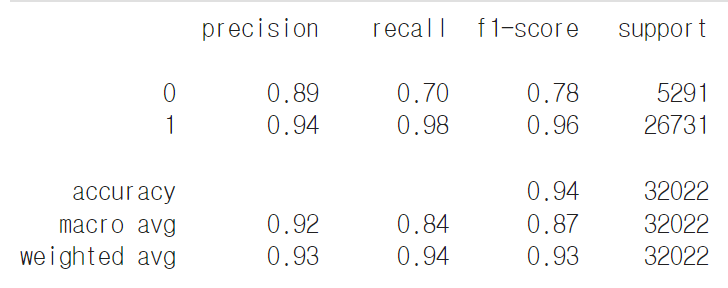 precision recall f1-score support
0 0.89 0.70 0.78 5291
1 0.94 0.98 0.96 26731
accuracy 0.94 32022
macro avg 0.92 0.84 0.87 32022
weighted avg 0.93 0.94 0.93 32022